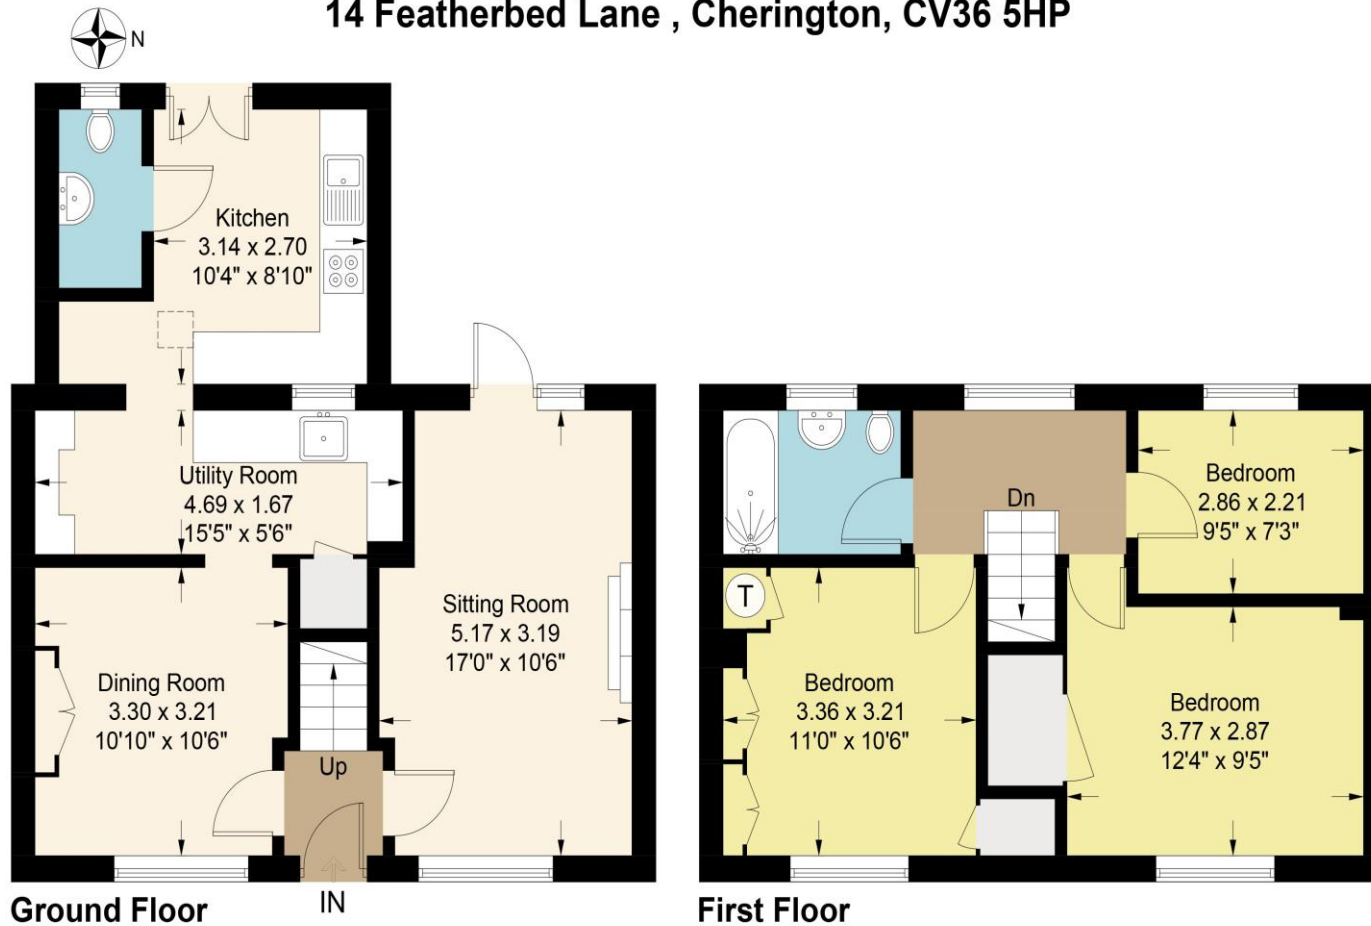 14 Featherbed Lane , Cherington, CV36 5HP
N
Kitchen
3.14 x 2.70
10'4" x 8'10"
Utility Room
4.69 x 1.67
15'5" x 5'6"
Sitting Room
5.17 x 3.19
17'0" x 10'6"
Dining Room
3.30 x 3.21
10'10" x 10'6"
Up
IN
Ground Floor
Dn
Bedroom
2.86 x 2.21
9'5" x 7'3"
T
Bedroom
3.36 x 3.21
11'0" x 10'6"
Bedroom
3.77 x 2.87
12'4" x 9'5"
First Floor